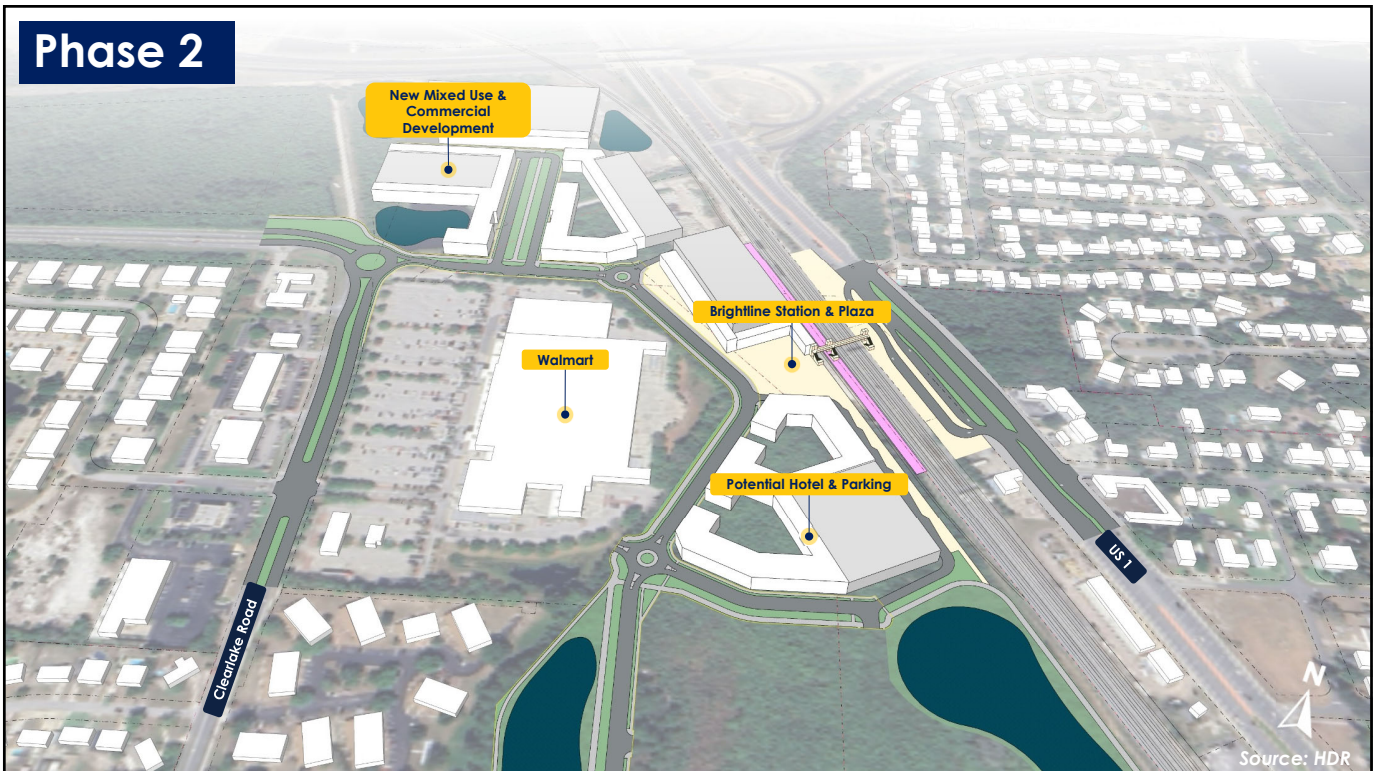 Phase 2
New Mixed Use &
Commercial
Development
Brightline Station & Plaza
Walmart
Potential Hotel & Parking
US 1
Clearlake Road
N
Source: HDR